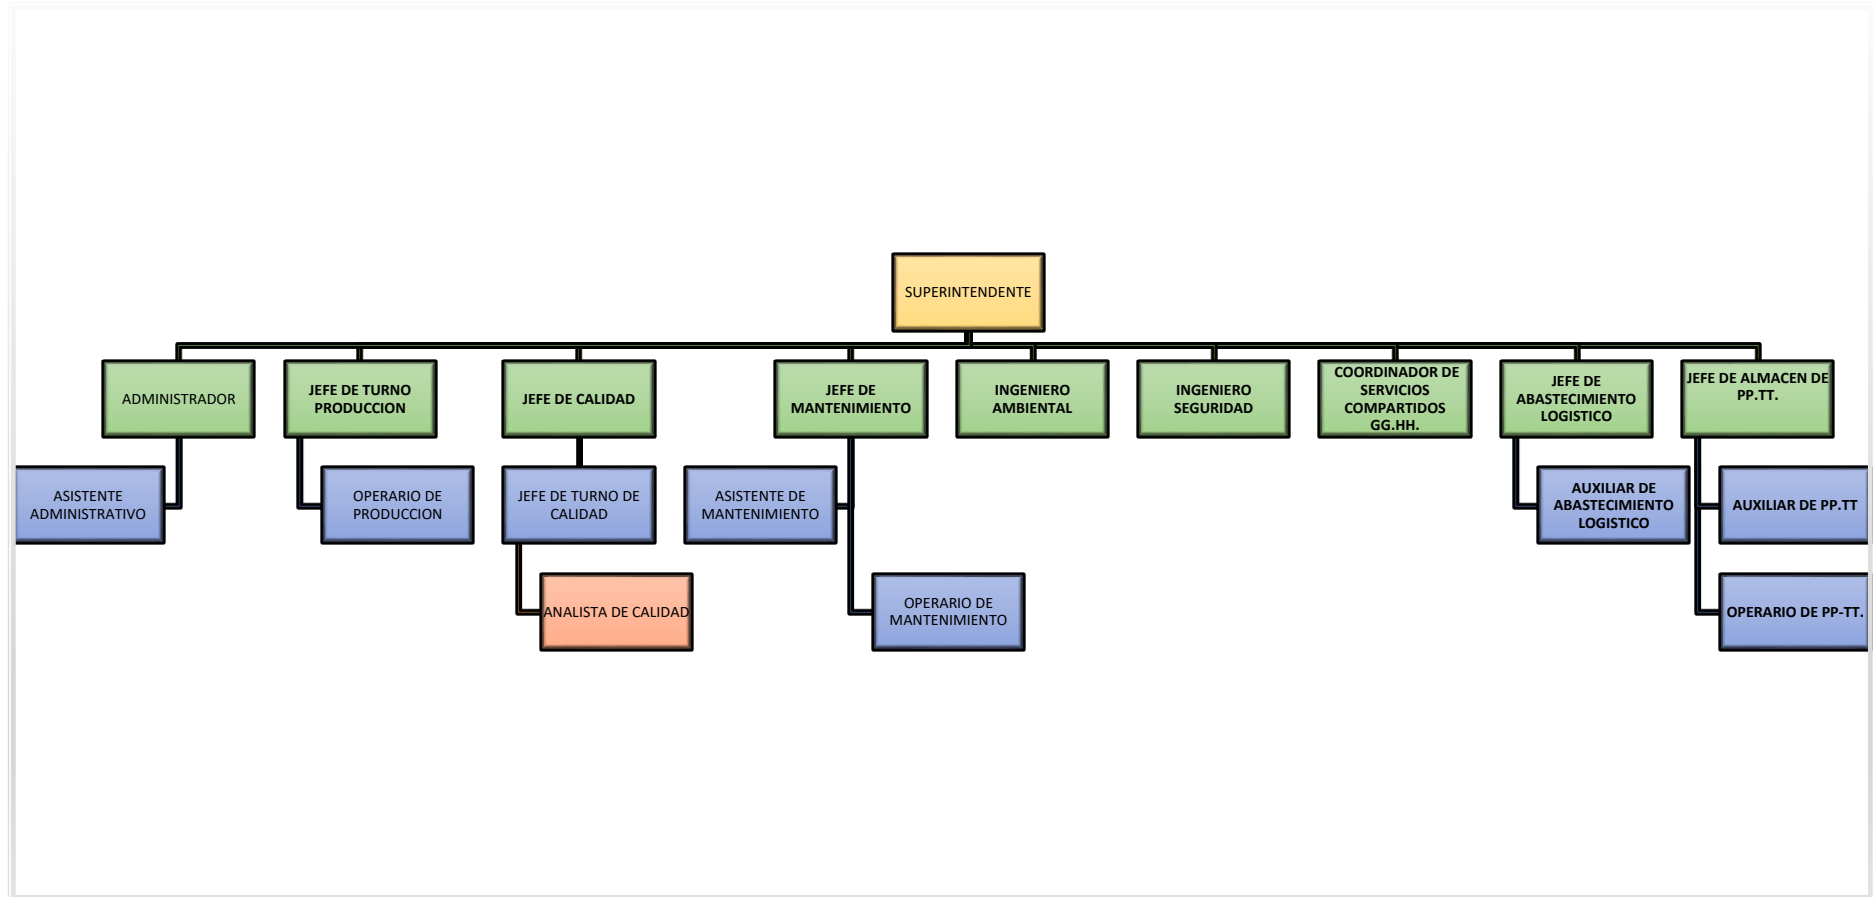 SUPERINTENDENTE
ADMINISTRADOR
JEFE DE TURNO
PRODUCCION
JEFE DE CALIDAD
JEFE DE
MANTENIMIENTO
INGENIERO
AMBIENTAL
INGENIERO
SEGURIDAD
COORDINADOR DE
SERVICIOS
COMPARTIDOS
GG.HH.
JEFE DE
ABASTECIMIENTO
LOGISTICO
JEFE DE ALMACEN DE
PP.TT.
ASISTENTE
ADMINISTRATIVO
OPERARIO DE
PRODUCCION
JEFE DE TURNO DE
CALIDAD
ASISTENTE DE
MANTENIMIENTO
AUXILIAR DE
ABASTECIMIENTO
LOGISTICO
AUXILIAR DE PP.TT
ANALISTA DE CALIDAD
OPERARIO DE
MANTENIMIENTO
OPERARIO DE PP-TT.